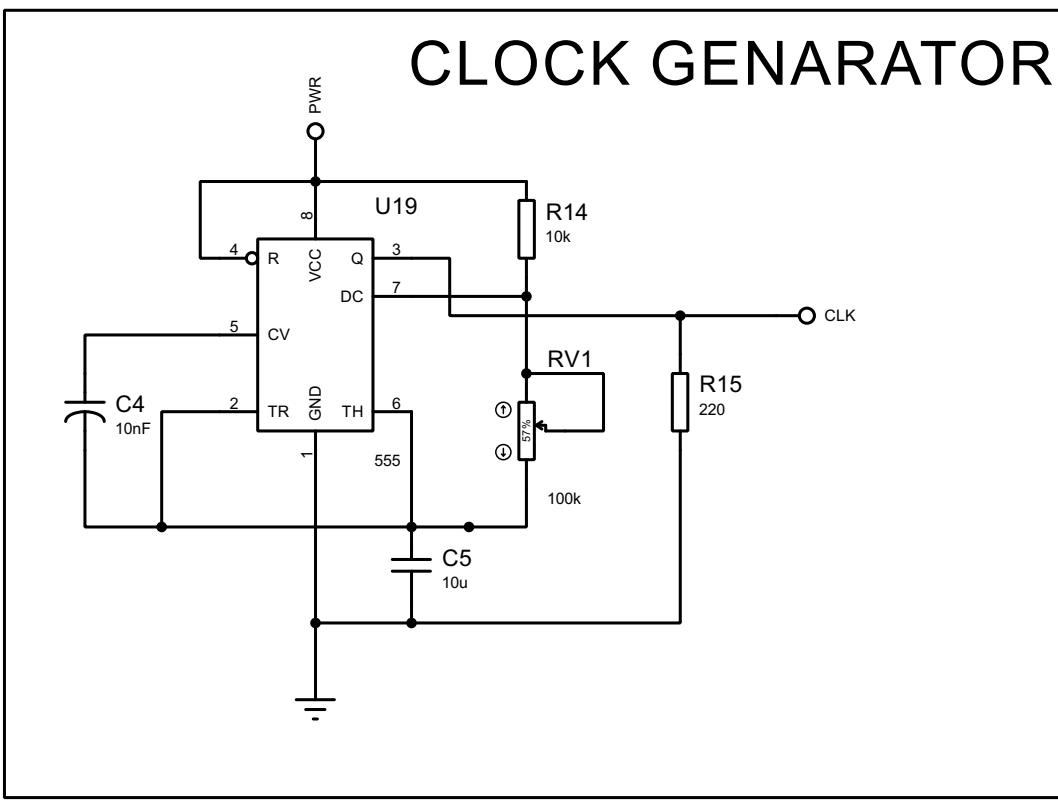 CLOCK GENARATOR
PWR
U19
R14
10k
8
4
R
VCC
Q
3
DC
7
CLK
5
CV
RV1
R15
220
C4
10nF
2
TR
GND
TH
6
57%
1
555
100k
C5
10u